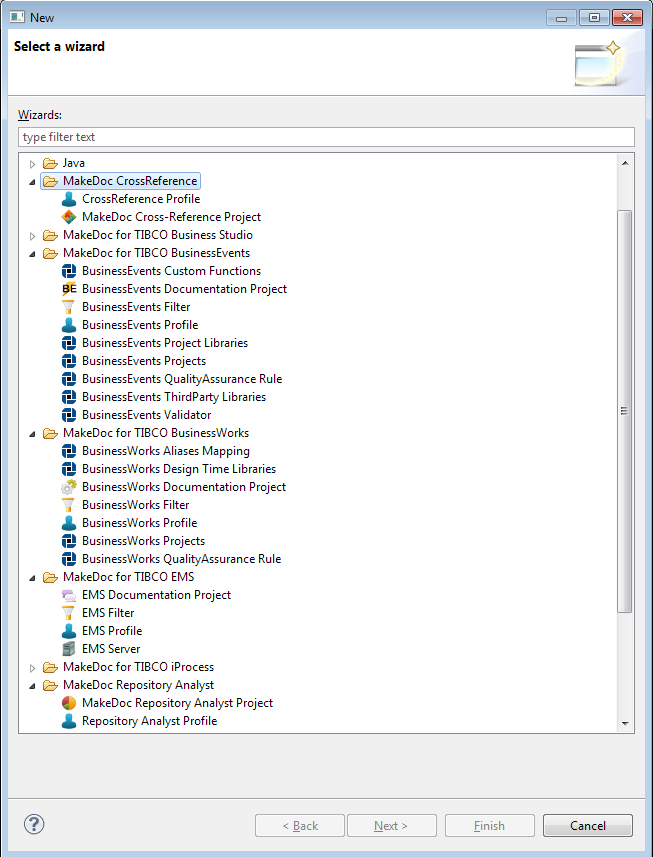 New
Select a wizard
Wizards:
type filter text
Java
MakeDoc CrossReference
CrossReference Profile
MakeDoc Cross-Reference Project
MakeDoc for TIBCO Business Studio
MakeDoc for TIBCO BusinessEvents
BusinessEvents Custom Functions
BE BusinessEvents Documentation Project
BusinessEvents Filter
BusinessEvents Profile
BusinessEvents Project Libraries
BusinessEvents Projects
BusinessEvents QualityAssurance Rule
BusinessEvents ThirdParty Libraries
BusinessEvents Validator
MakeDoc for TIBCO BusinessWorks
BusinessWorks Aliases Mapping
BusinessWorks Design Time Libraries
BusinessWorks Documentation Project
BusinessWorks Filter
BusinessWorks Profile
BusinessWorks Projects
BusinessWorks QualityAssurance Rule
MakeDoc for TIBCO EMS
EMS Documentation Project
EMS Filter
EMS Profile
EMS Server
MakeDoc for TIBCO iProcess
MakeDoc Repository Analyst
MakeDoc Repository Analyst Project
Repository Analyst Profile
? < Back Next > Finish Cancel